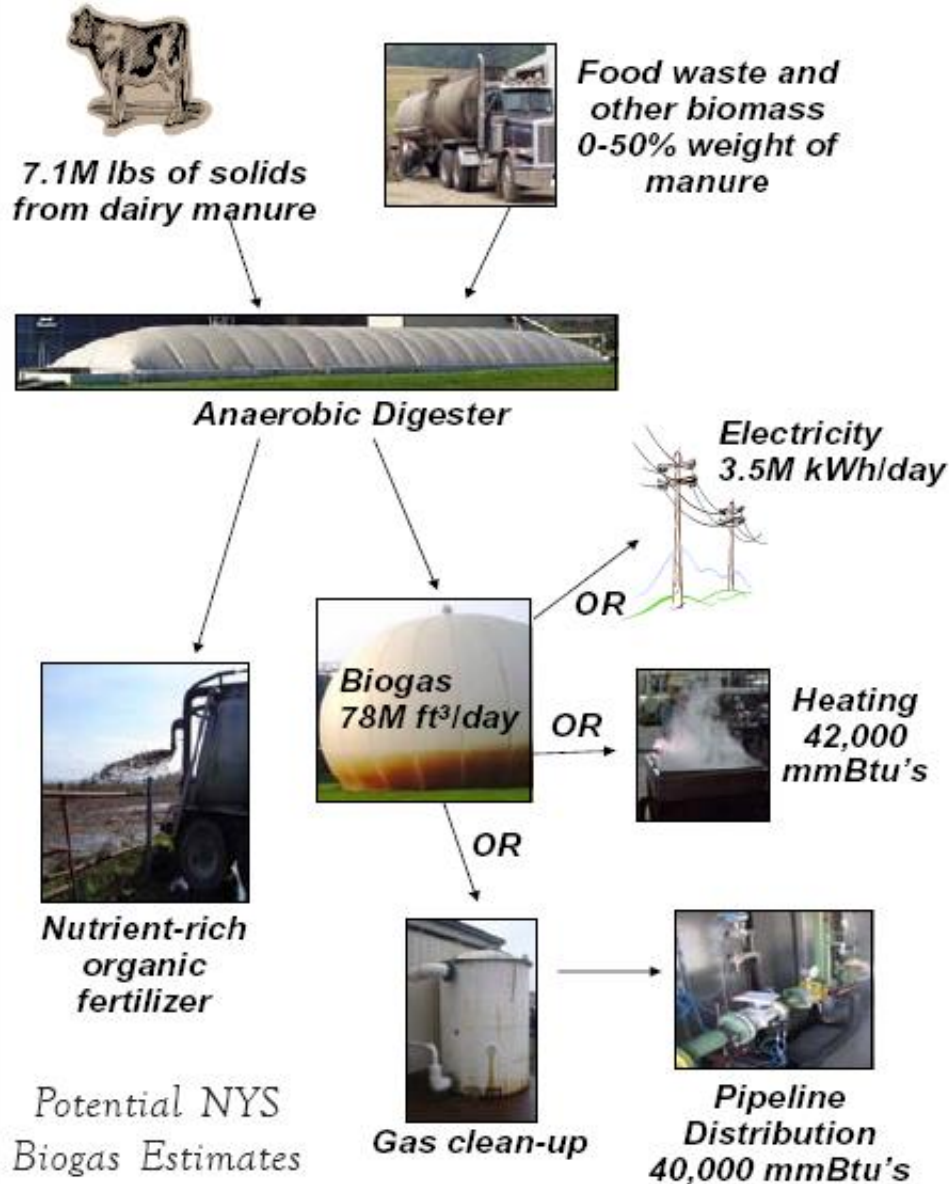 7.1M lbs of solids
from dairy manure
Food waste and
other biomass
0-50% weight of
manure
Anaerobic Digester
Electricity
3.5M kWh/day
OR
Biogas
78M ft³/day
OR
Heating
42,000
mmBtu's
OR
Nutrient-rich
organic
fertilizer
Gas clean-up
Pipeline
Distribution
40,000 mmBtu's
Potential NYS
Biogas Estimates